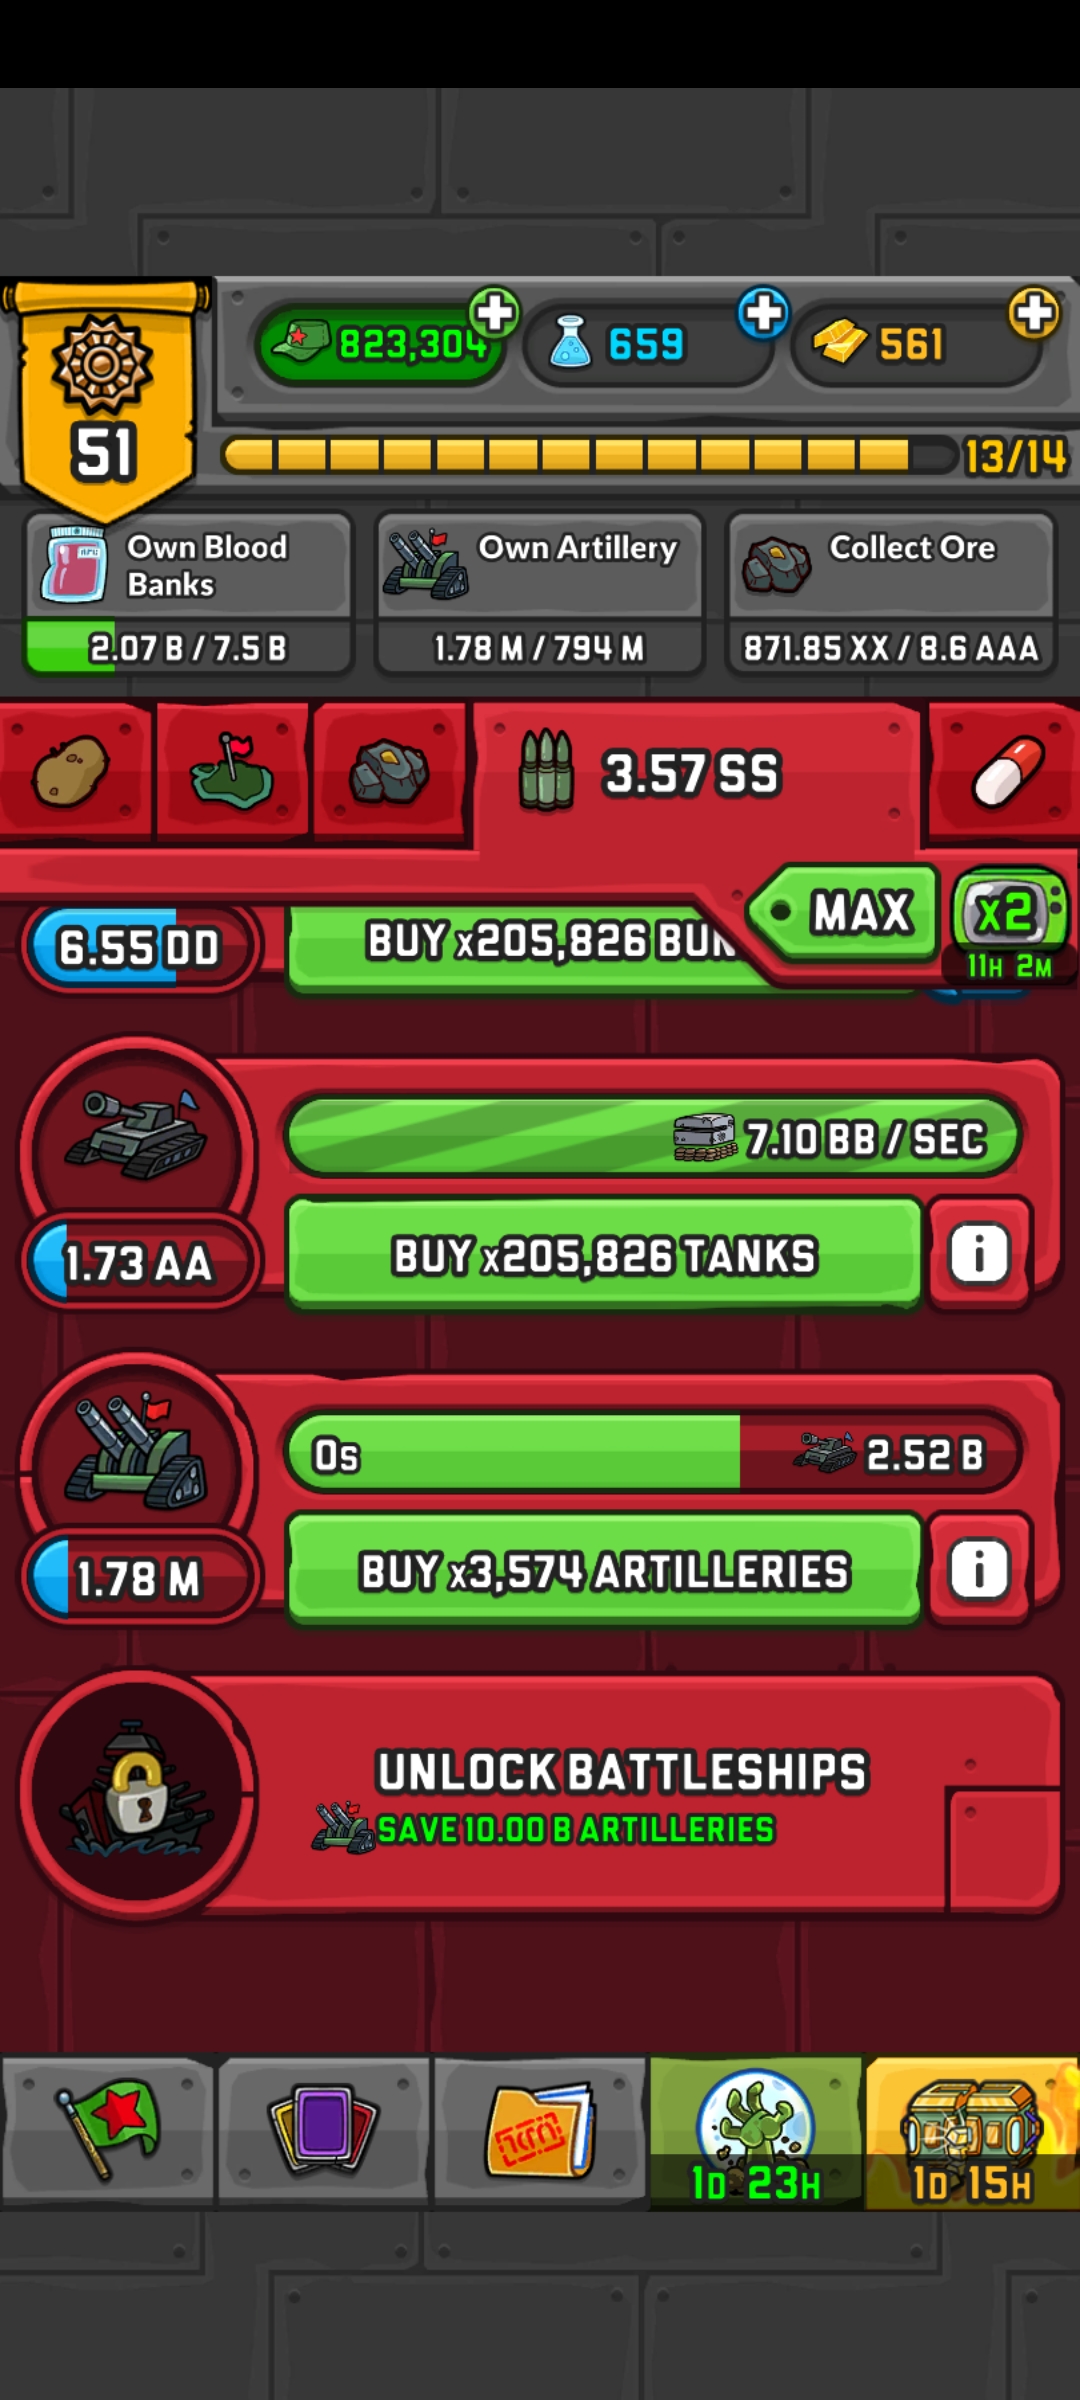 823,304
659
561
51
13/14
Own Blood
Banks
Own Artillery
Collect Ore
2.07 B / 7.5 B
1.78 M / 794 M
871.85 XX / 8.6 AAA
3.57 SS
MAX
x2
11H 2M
6.55 DD
BUY x205,826 BUN
7.10 BB / SEC
1.73 AA
BUY x205,826 TANKS
i
0s
2.52 B
1.78 M
BUY x3,574 ARTILLERIES
i
UNLOCK BATTLESHIPS
SAVE 10.00 B ARTILLERIES
1D 23H
1D 15H